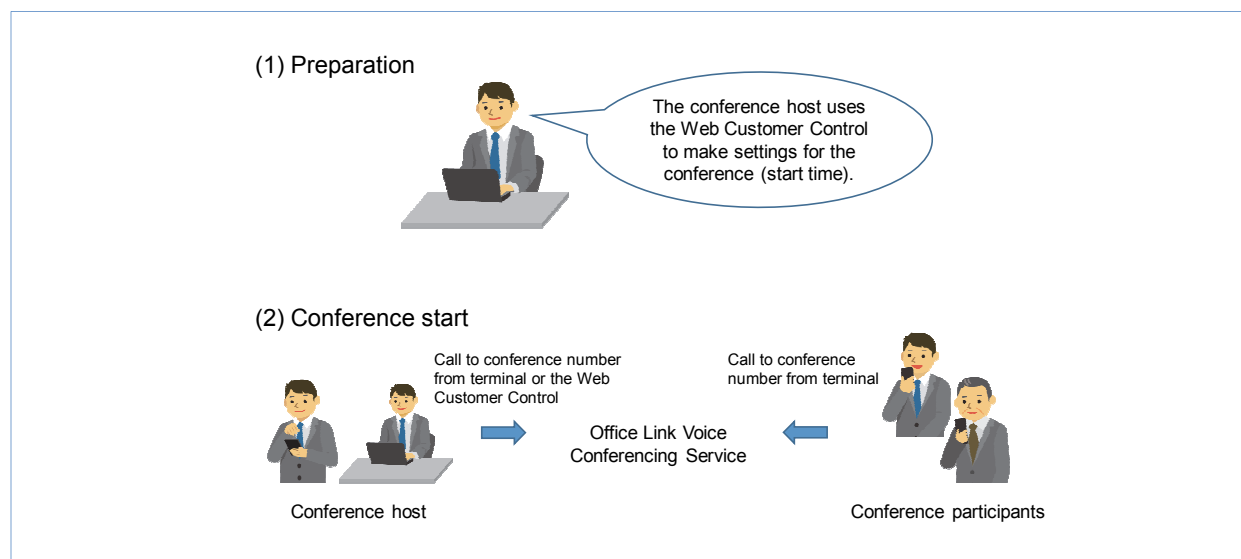 (1) Preparation
The conference host uses
the Web Customer Control
to make settings for the
conference (start time).
(2) Conference start
Call to conference number
from terminal or the Web
Customer Control
Call to conference
number from terminal
Office Link Voice
Conferencing Service
Conference host
Conference participants